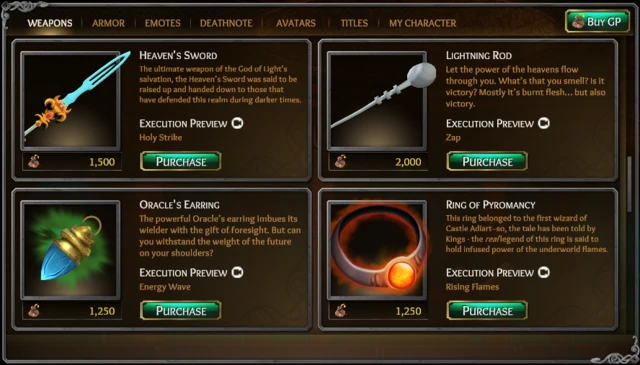 WEAPONS | ARMOR | EMOTES | DEATHNOTE | AVATARS | TITLES | MY CHARACTER
BUY GP
HEAVEN'S SWORD
The ultimate weapon of the God of Light's
salvation, the Heaven's Sword was said to be
raised up and handed down to those that
have defended this realm during darker times.
EXECUTION PREVIEW
Holy Strike
1,500
PURCHASE
LIGHTNING ROD
Let the power of the heavens flow
through you. What's that you smell? Is it
victory? Mostly it's burnt flesh... but also
victory.
EXECUTION PREVIEW
Zap
2,000
PURCHASE
ORACLE'S EARRING
The powerful Oracle's earring imbues its
wielder with the gift of foresight. But can
you withstand the weight of the future
on your shoulders?
EXECUTION PREVIEW
Energy Wave
1,250
PURCHASE
RING OF PYROMANCY
This ring belonged to the first wizard of
Castle Adiart-so, the tale has been told by
Kings - the real legend of this ring is said to
hold infused power of the underworld flames.
EXECUTION PREVIEW
Rising Flames
1,250
PURCHASE